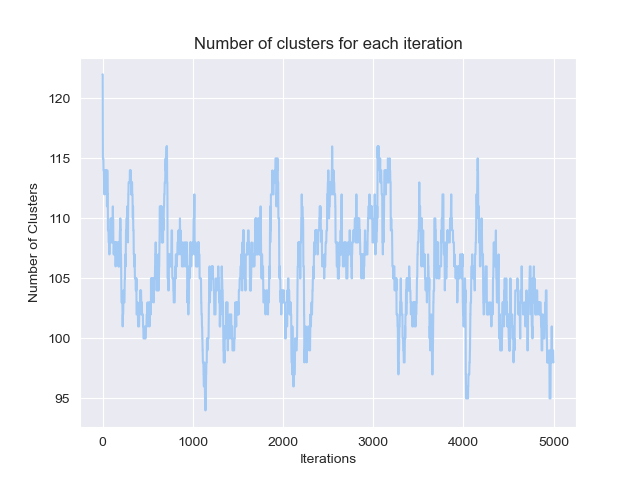 Number of clusters for each iteration
Number of Clusters
120
115
110
105
100
95
0 1000 2000 3000 4000 5000
Iterations